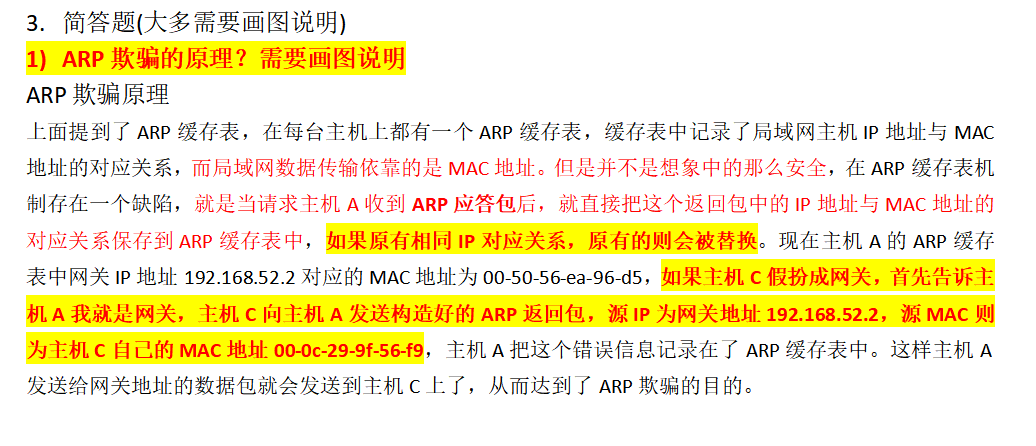 3. 简答题(大多需要画图说明)
1) ARP 欺骗的原理？需要画图说明
ARP 欺骗原理
上面提到了 ARP 缓存表，在每台主机上都有一个 ARP 缓存表，缓存表中记录了局域网主机 IP 地址与 MAC
地址的对应关系，而局域网数据传输依靠的是 MAC 地址。但是并不是想象中的那么安全，在 ARP 缓存表机
制存在一个缺陷，就是当请求主机 A 收到 ARP 应答包后，就直接把这个返回包中的 IP 地址与 MAC 地址的
对应关系保存到 ARP 缓存表中，如果原有相同 IP 对应关系，原有的则会被替换。现在主机 A 的 ARP 缓存
表中网关 IP 地址 192.168.52.2 对应的 MAC 地址为 00-50-56-ea-96-d5，如果主机 C 假扮成网关，首先告诉主
机 A 我就是网关，主机 C 向主机 A 发送构造好的 ARP 返回包，源 IP 为网关地址 192.168.52.2，源 MAC 则
为主机 C 自己的 MAC 地址 00-0c-29-9f-56-f9，主机 A 把这个错误信息记录在了 ARP 缓存表中。这样主机 A
发送给网关地址的数据包就会发送到主机 C 上了，从而达到了 ARP 欺骗的目的。